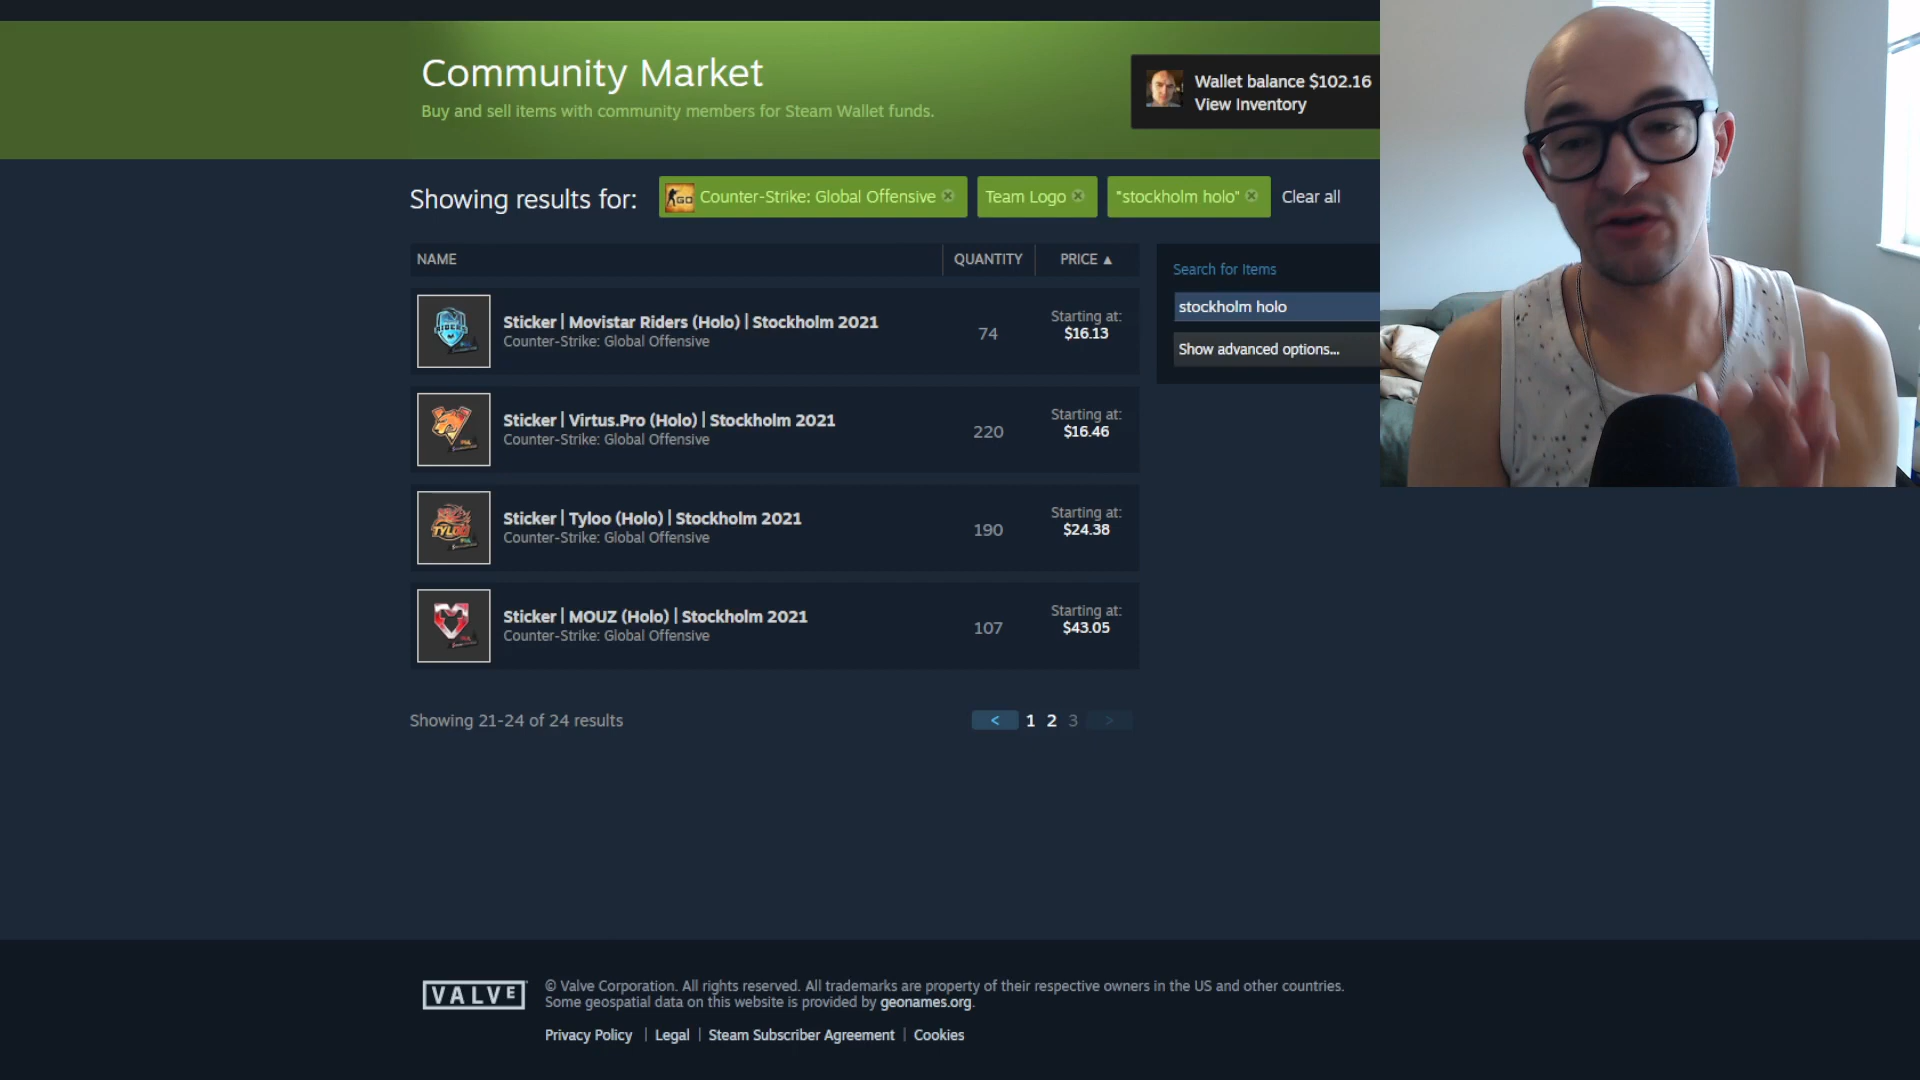 Community Market
Buy and sell items with community members for Steam Wallet funds.
Wallet balance $102.16
View Inventory
Showing results for:
GO
Counter-Strike: Global Offensive
Team Logo
"stockholm holo"
Clear all
NAME
QUANTITY
PRICE ▲
Search for Items
stockholm holo
Show advanced options...
Sticker | Movistar Riders (Holo) | Stockholm 2021
Counter-Strike: Global Offensive
74
Starting at:
$16.13
Sticker | Virtus.Pro (Holo) | Stockholm 2021
Counter-Strike: Global Offensive
220
Starting at:
$16.46
TYLOO
Sticker | Tyloo (Holo) | Stockholm 2021
Counter-Strike: Global Offensive
190
Starting at:
$24.38
Sticker | MOUZ (Holo) | Stockholm 2021
Counter-Strike: Global Offensive
107
Starting at:
$43.05
Showing 21-24 of 24 results
< 1 2 3 >
VALVE
© Valve Corporation. All rights reserved. All trademarks are property of their respective owners in the US and other countries.
Some geospatial data on this website is provided by geonames.org.
Privacy Policy | Legal | Steam Subscriber Agreement | Cookies